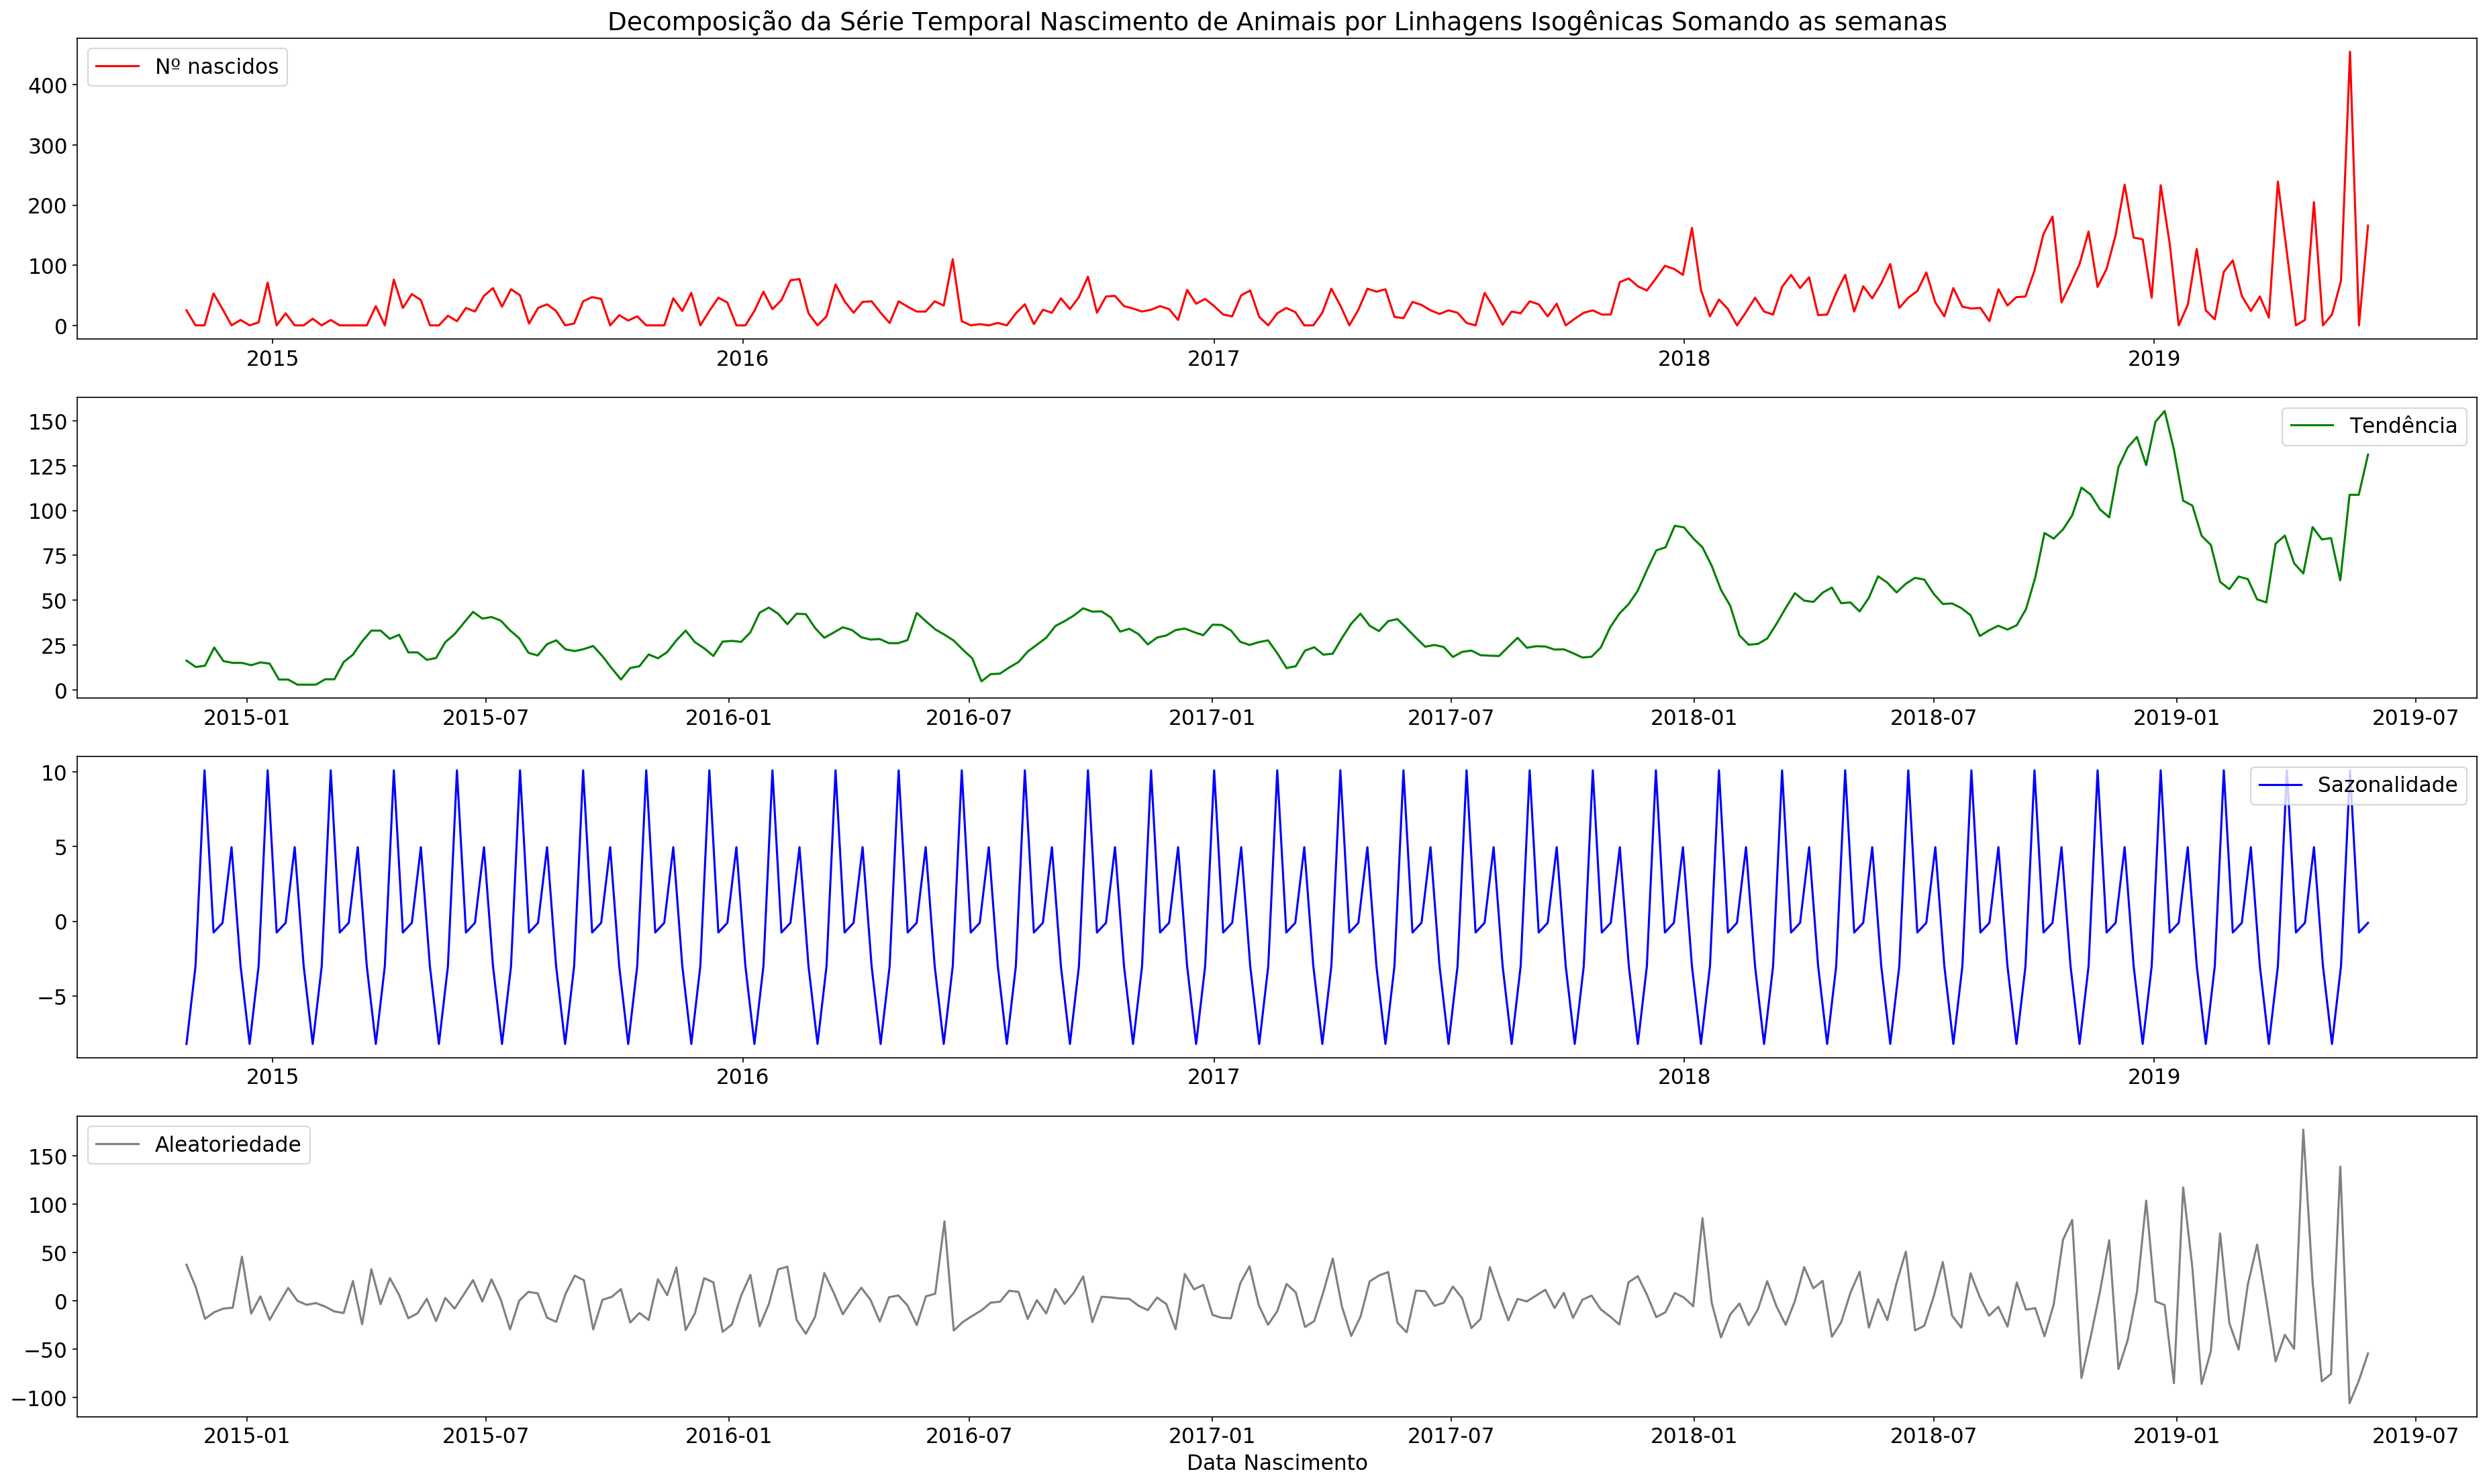 Decomposição da Série Temporal Nascimento de Animais por Linhagens Isogênicas Somando as semanas
Nº nascidos
400
300
200
100
0
2015 2016 2017 2018 2019
Tendência
150
125
100
75
50
25
0
2015-01 2015-07 2016-01 2016-07 2017-01 2017-07 2018-01 2018-07 2019-01 2019-07
Sazonalidade
10
5
0
−5
2015 2016 2017 2018 2019
Aleatoriedade
150
100
50
0
−50
−100
2015-01 2015-07 2016-01 2016-07 2017-01 2017-07 2018-01 2018-07 2019-01 2019-07
Data Nascimento